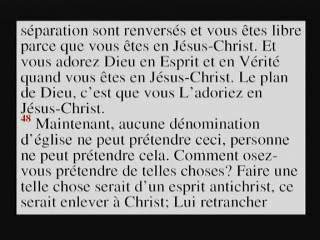 séparation sont renversés et vous êtes libre
parce que vous êtes en Jésus-Christ. Et
vous adorez Dieu en Esprit et en Vérité
quand vous êtes en Jésus-Christ. Le plan
de Dieu, c'est que vous L'adoriez en
Jésus-Christ.
48 Maintenant, aucune dénomination
d'église ne peut prétendre ceci, personne
ne peut prétendre cela. Comment osez-
vous prétendre de telles choses? Faire une
telle chose serait d'un esprit antichrist, ce
serait enlever à Christ; Lui retrancher